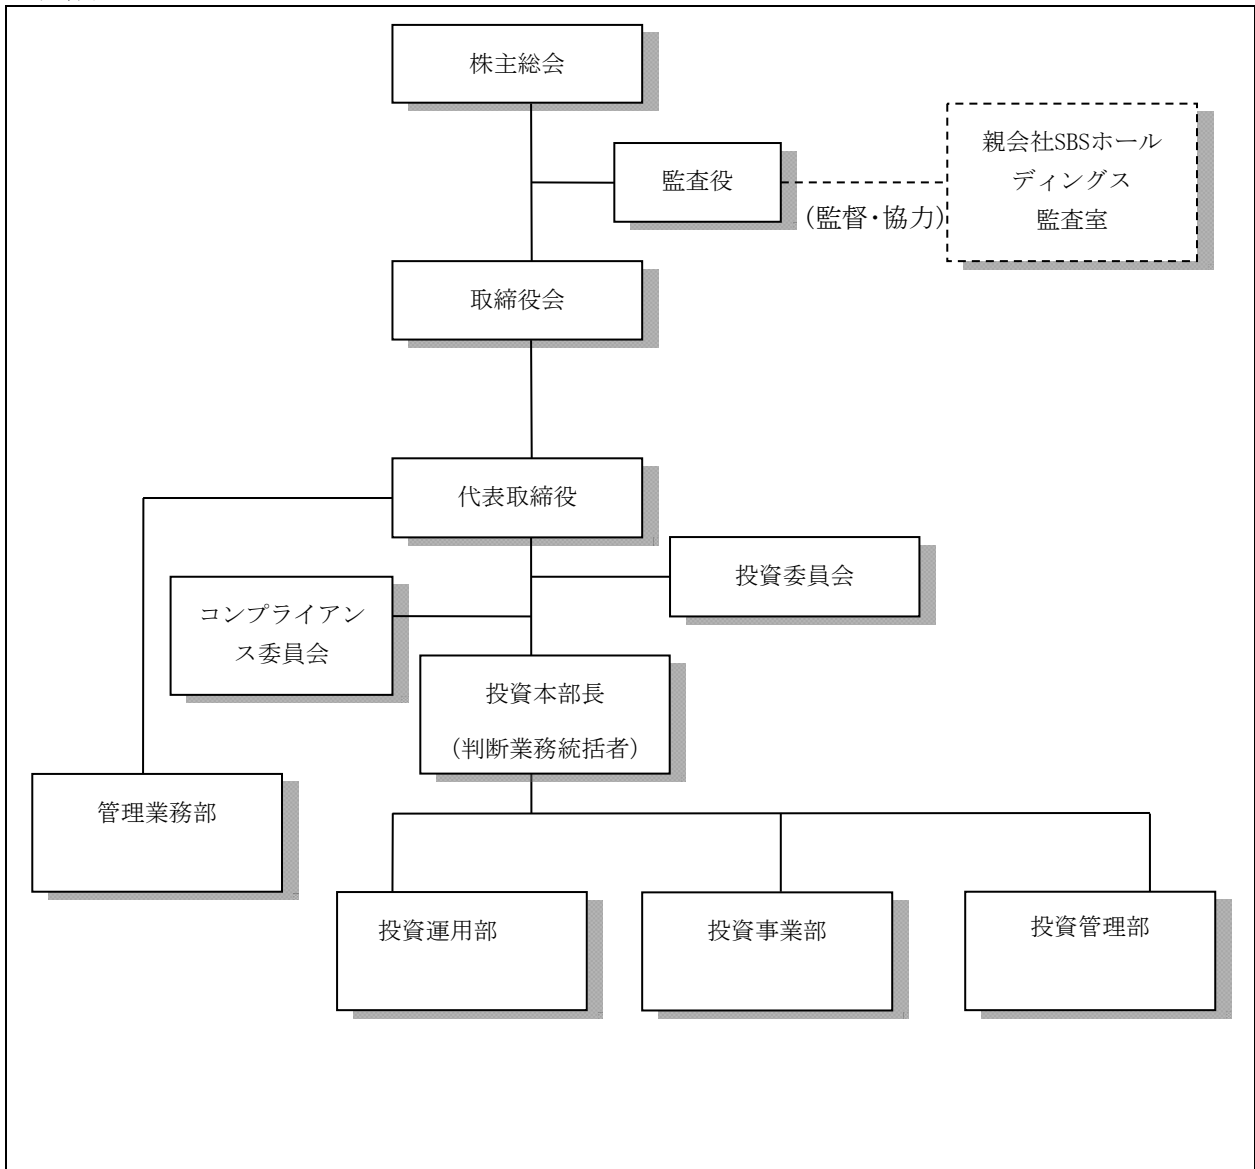 株主総会
監査役
親会社SBSホール
ディングス
監査室
(監督・協力)
取締役会
代表取締役
投資委員会
コンプライアン
ス委員会
投資本部長
(判断業務統括者)
管理業務部
投資運用部
投資事業部
投資管理部